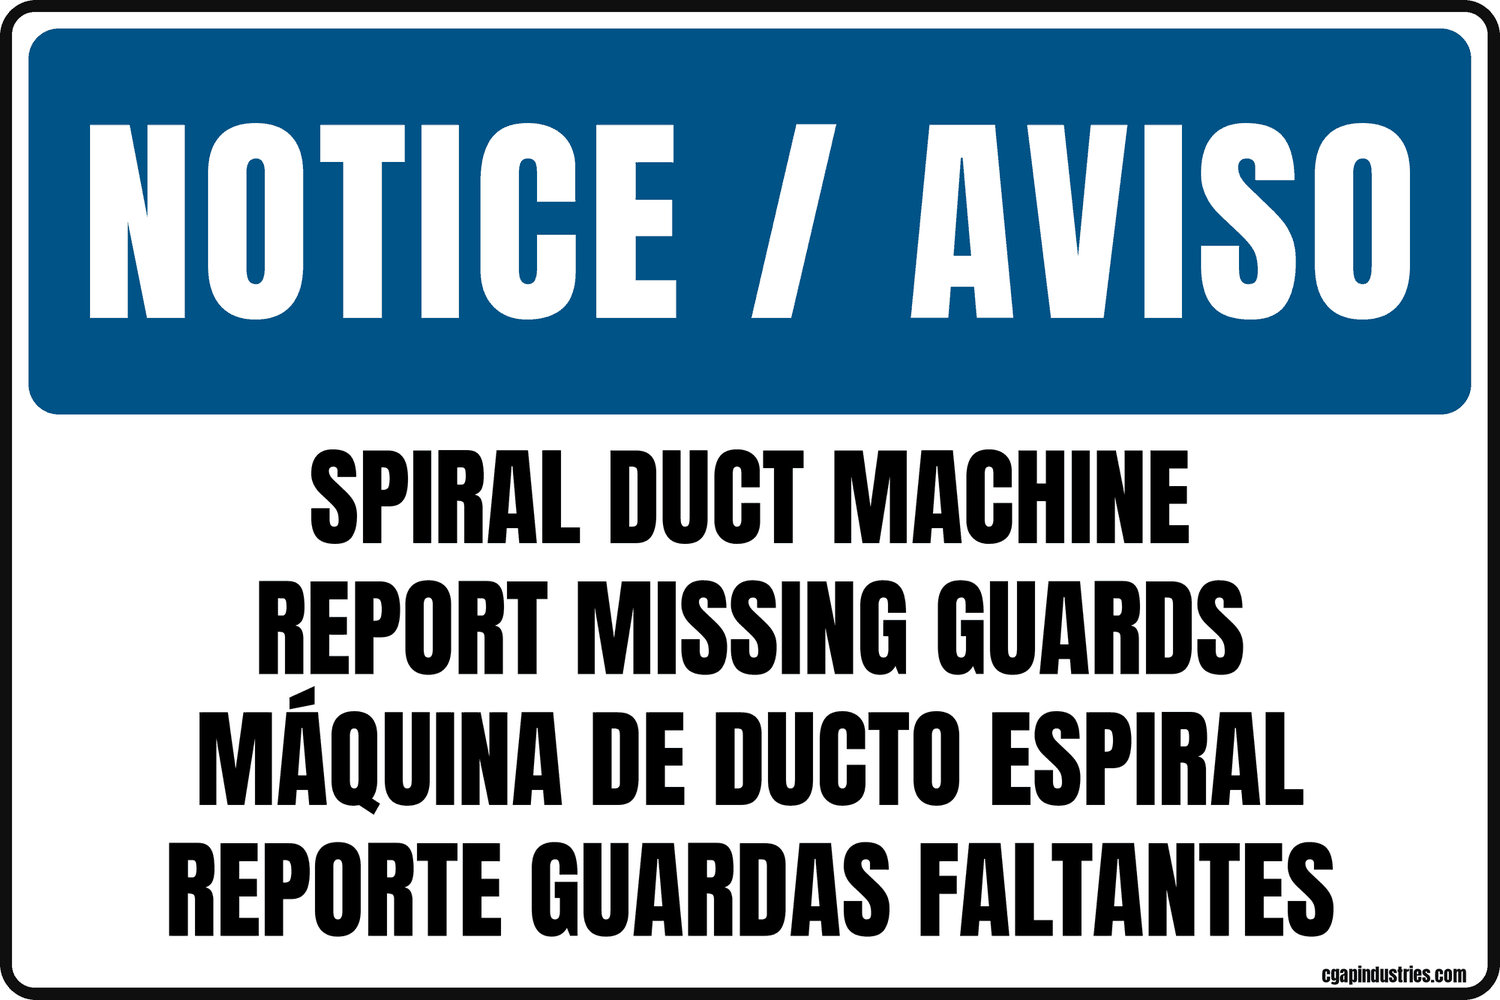 NOTICE / AVISO
SPIRAL DUCT MACHINE
REPORT MISSING GUARDS
MÁQUINA DE DUCTO ESPIRAL
REPORTE GUARDAS FALTANTES
cgapindustries.com